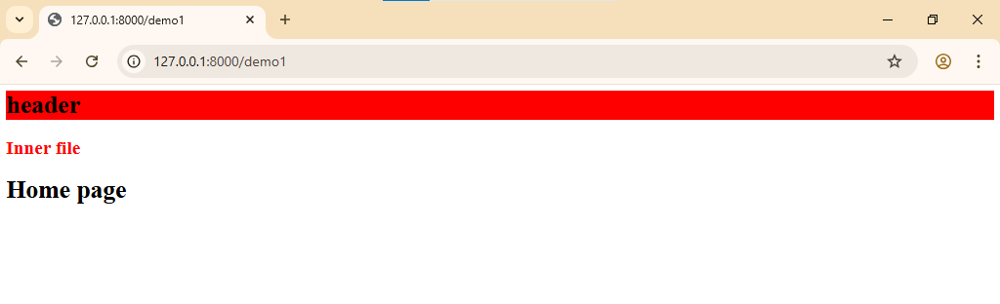 127.0.0.1:8000/demo1
127.0.0.1:8000/demo1
header
Inner file
Home page